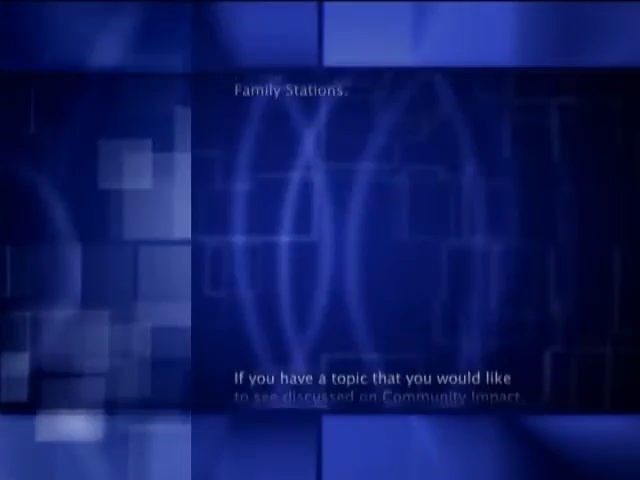 Family Stations.
If you have a topic that you would like
to see discussed on Community Impact,